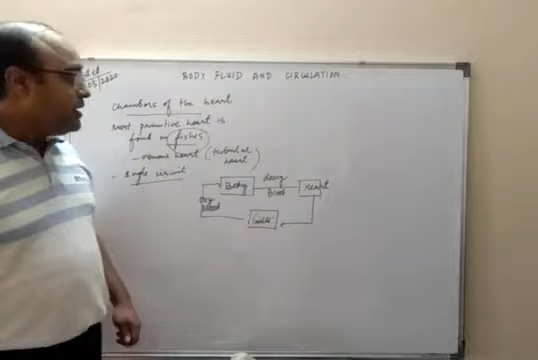 BODY FLUID AND CIRCULATION
Chambers of the heart
most primitive heart is
found in fishes
- venous heart (tubular
heart)
- single circuit
Body
deoxy
Blood
Heart
oxy
blood
Gills